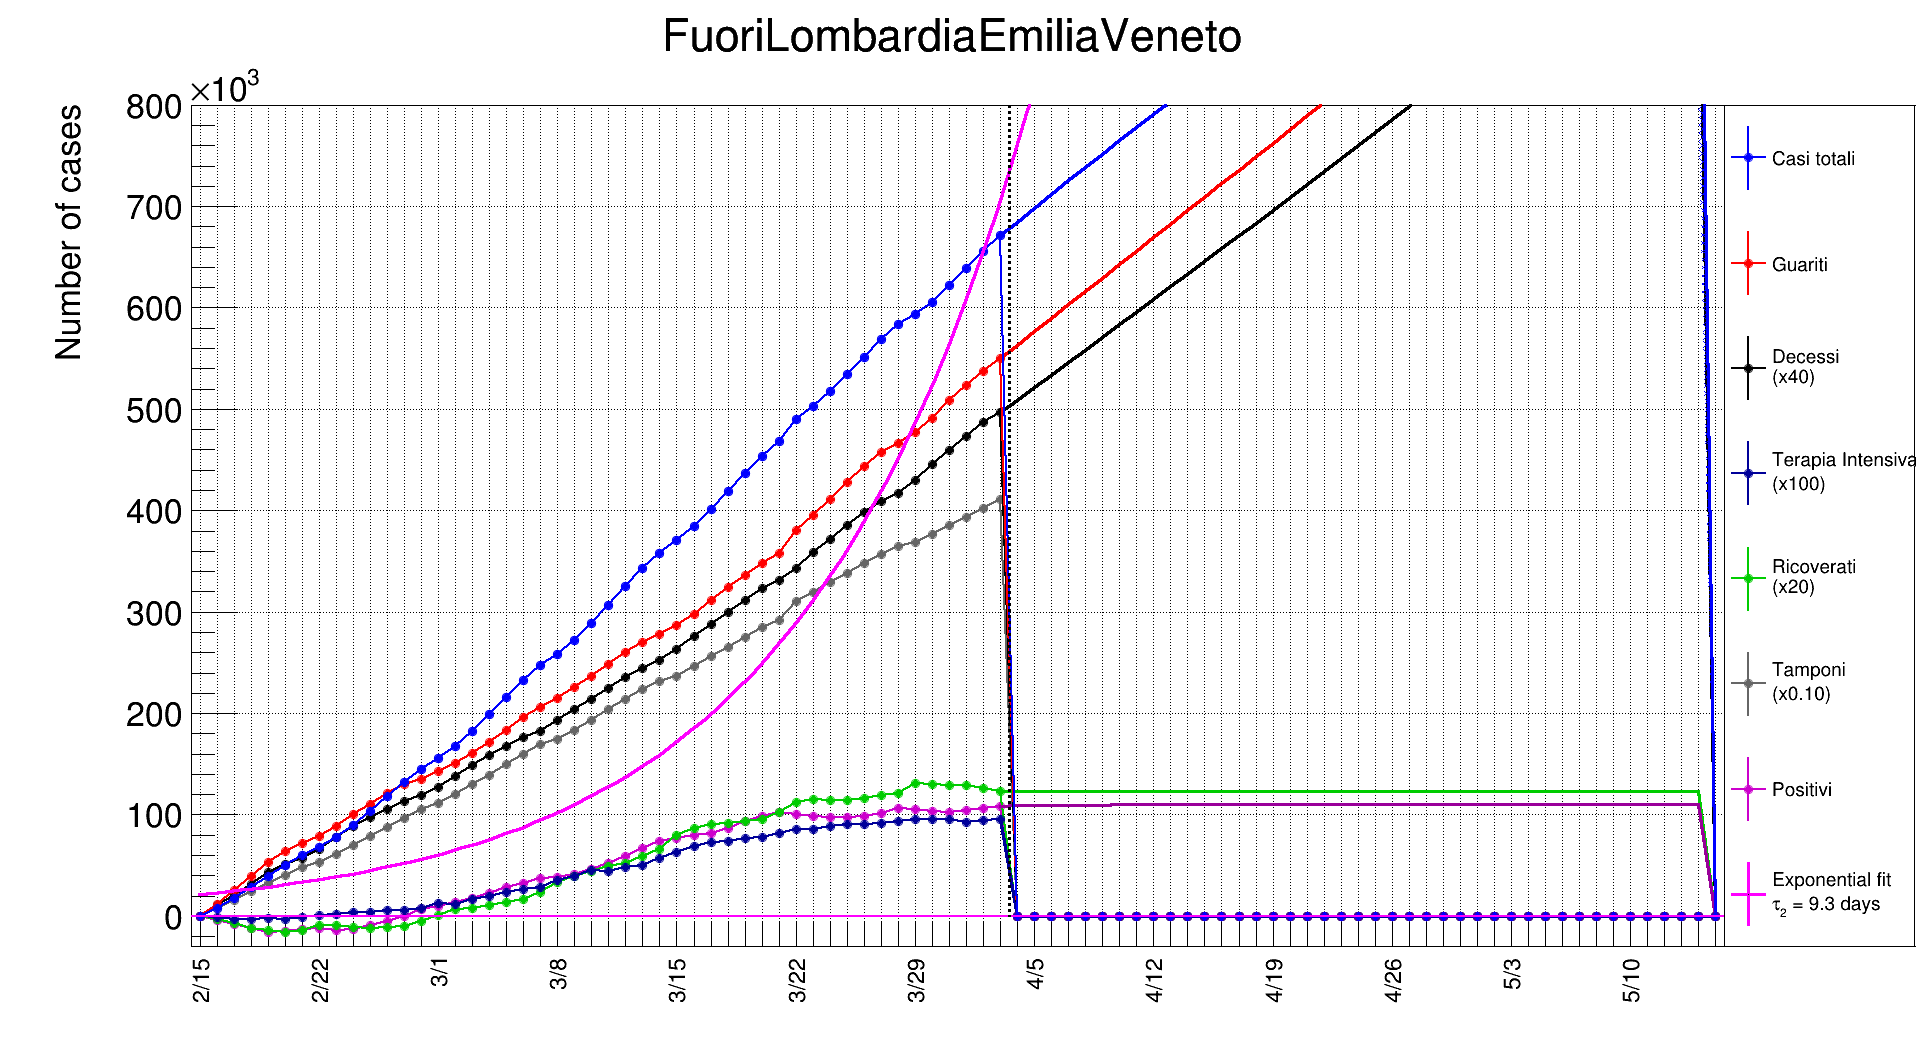 FuoriLombardiaEmiliaVeneto
×10³
Number of cases
800
700
600
500
400
300
200
100
0
2/15
2/22
3/1
3/8
3/15
3/22
3/29
4/5
4/12
4/19
4/26
5/3
5/10
Casi totali
Guariti
Decessi
(x40)
Terapia Intensiva
(x100)
Ricoverati
(x20)
Tamponi
(x0.10)
Positivi
Exponential fit
τ₂ = 9.3 days